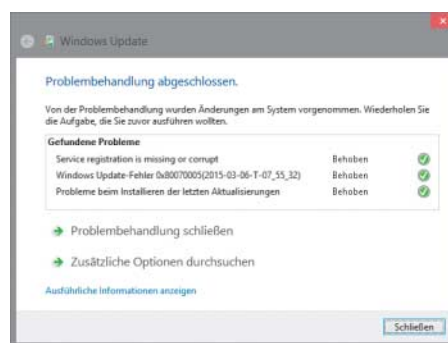 Windows Update
Problembehandlung abgeschlossen.
Von der Problembehandlung wurden Änderungen am System vorgenommen. Wiederholen Sie
die Aufgabe, die Sie zuvor ausführen wollten.
Gefundene Probleme
Service registration is missing or corrupt Behoben
Windows Update-Fehler 0x80070005(2015-03-06-T-07_55_32) Behoben
Probleme beim Installieren der letzten Aktualisierungen Behoben
Problembehandlung schließen
Zusätzliche Optionen durchsuchen
Ausführliche Informationen anzeigen
Schließen